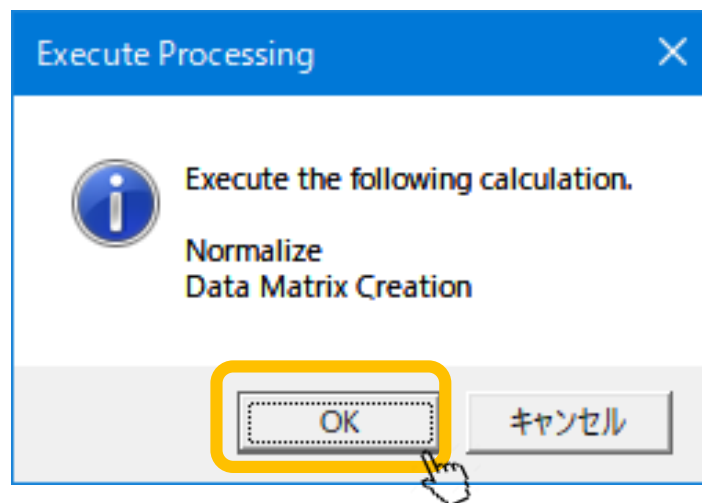 Execute Processing
Execute the following calculation.
Normalize
Data Matrix Creation
OK
キャンセル